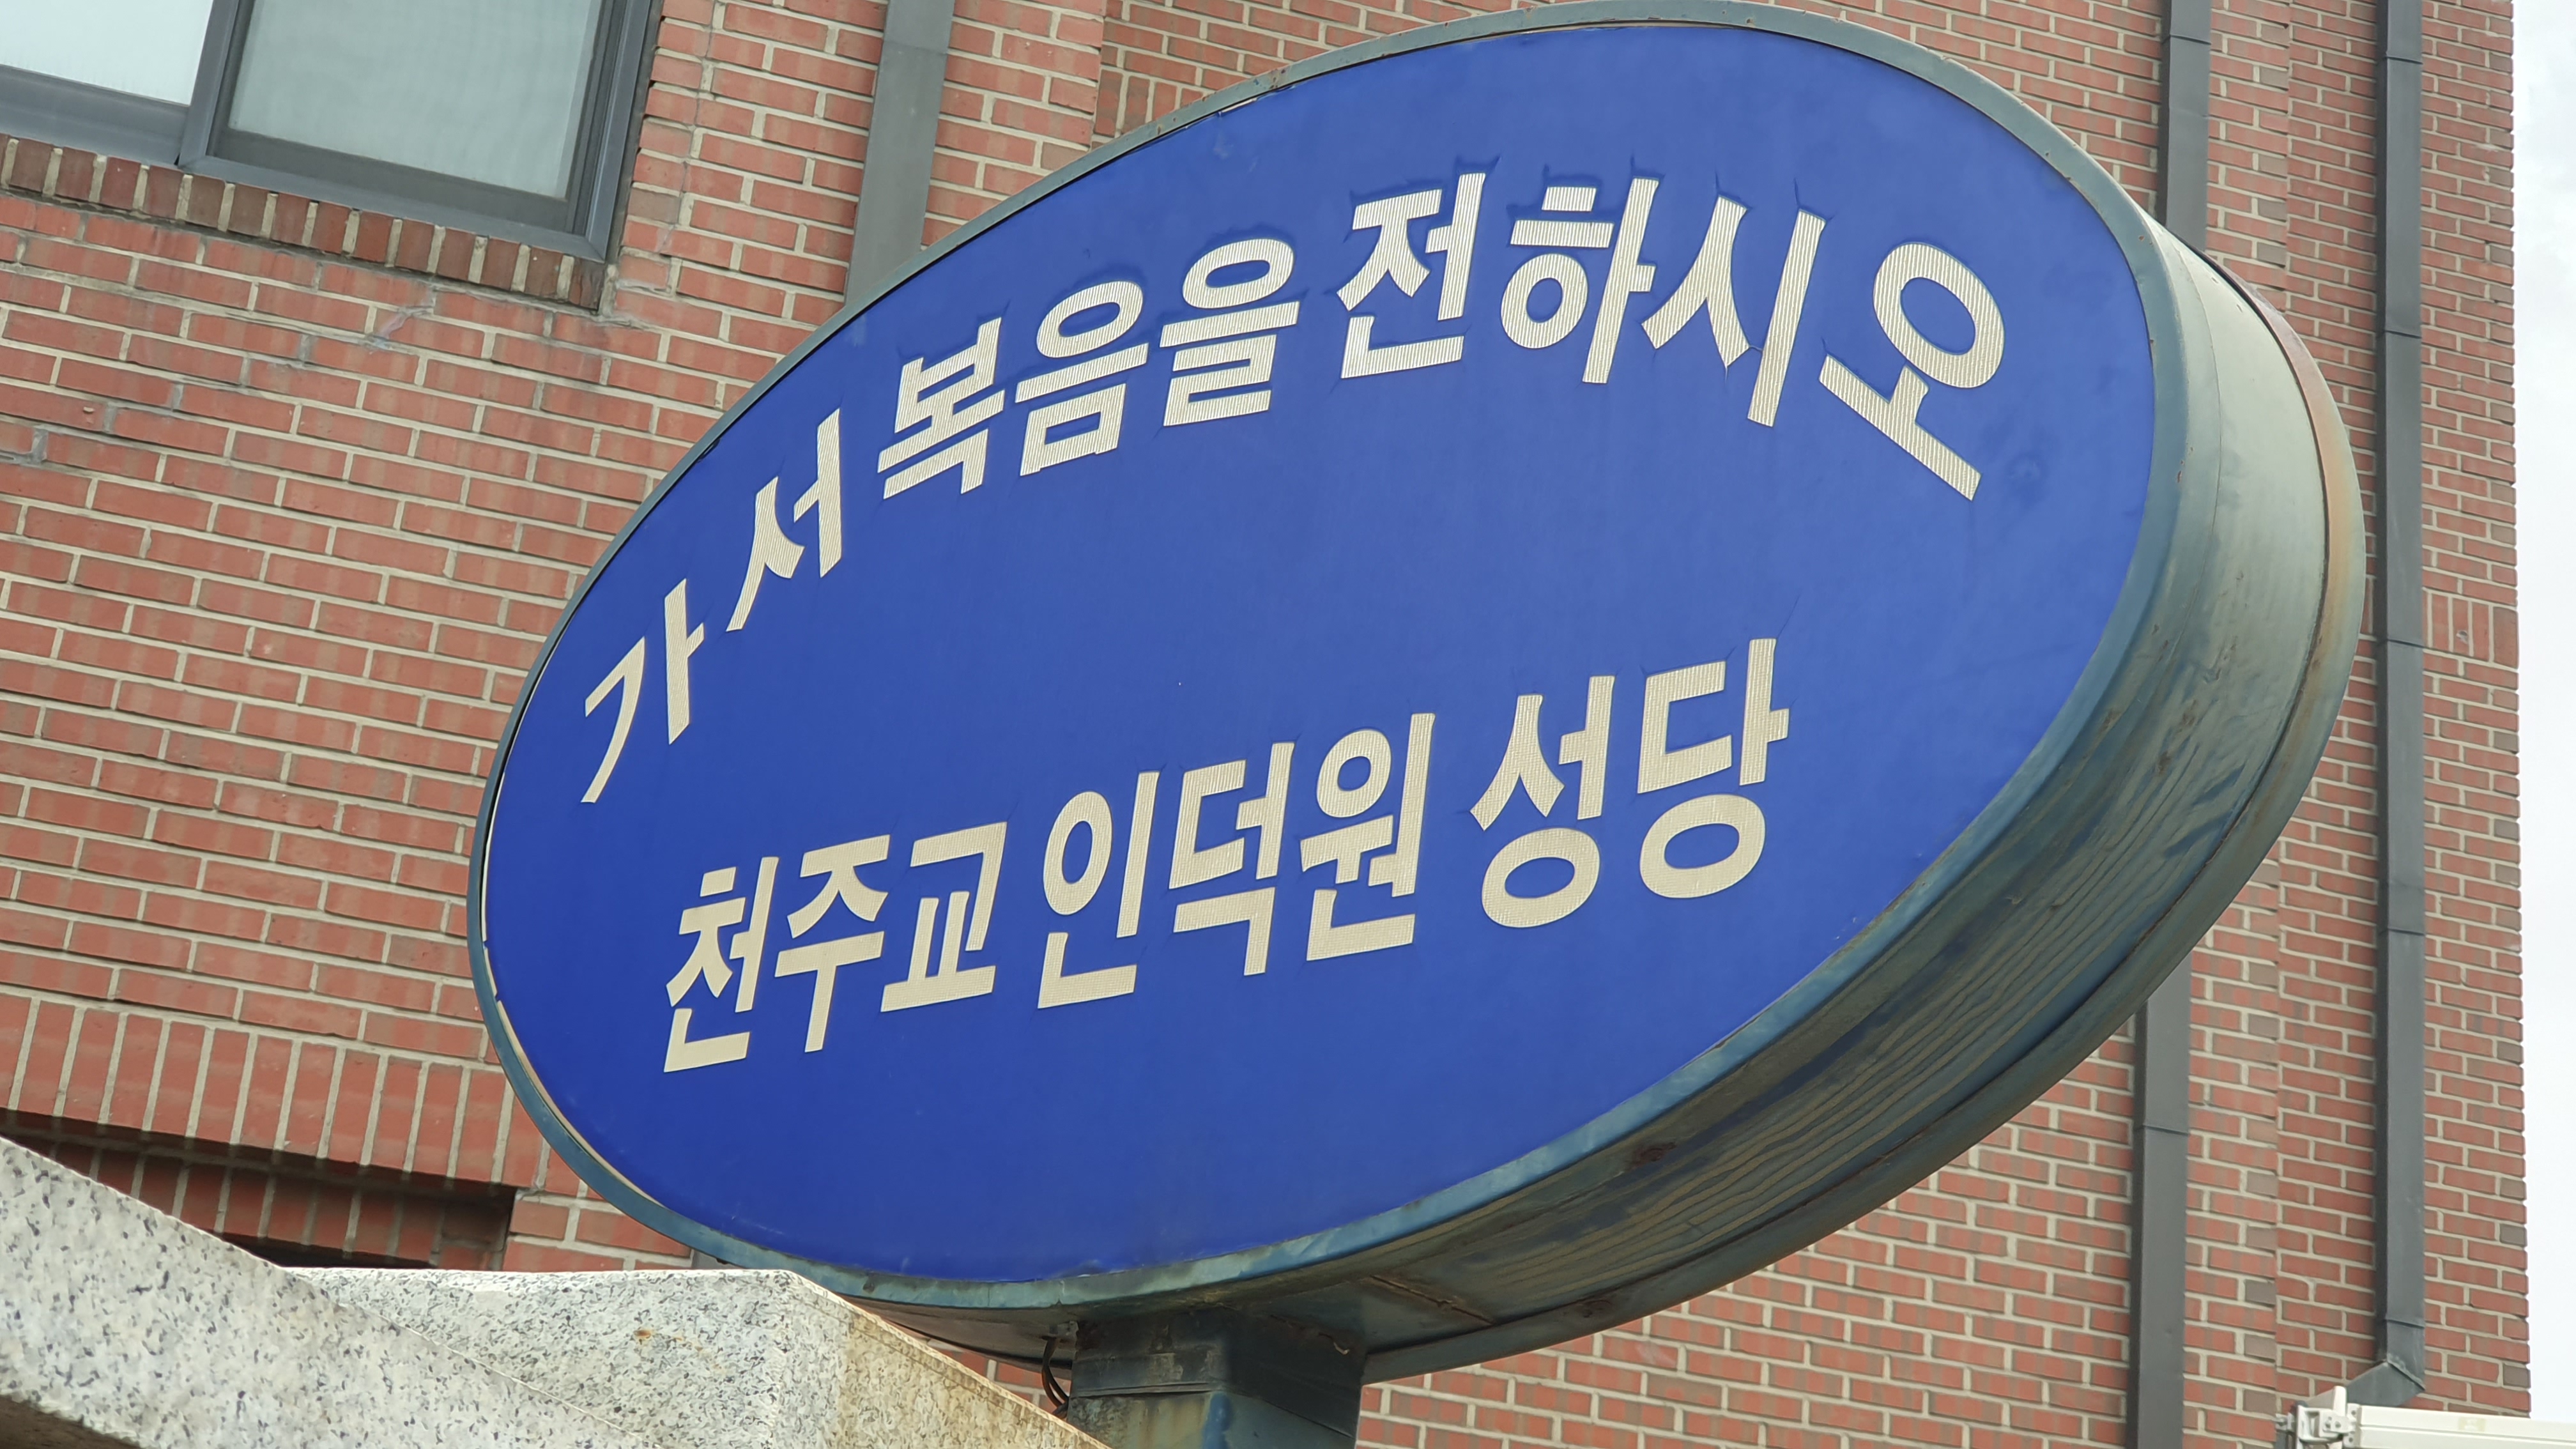 가서 복음을 전하시오
천주교 인덕원 성당